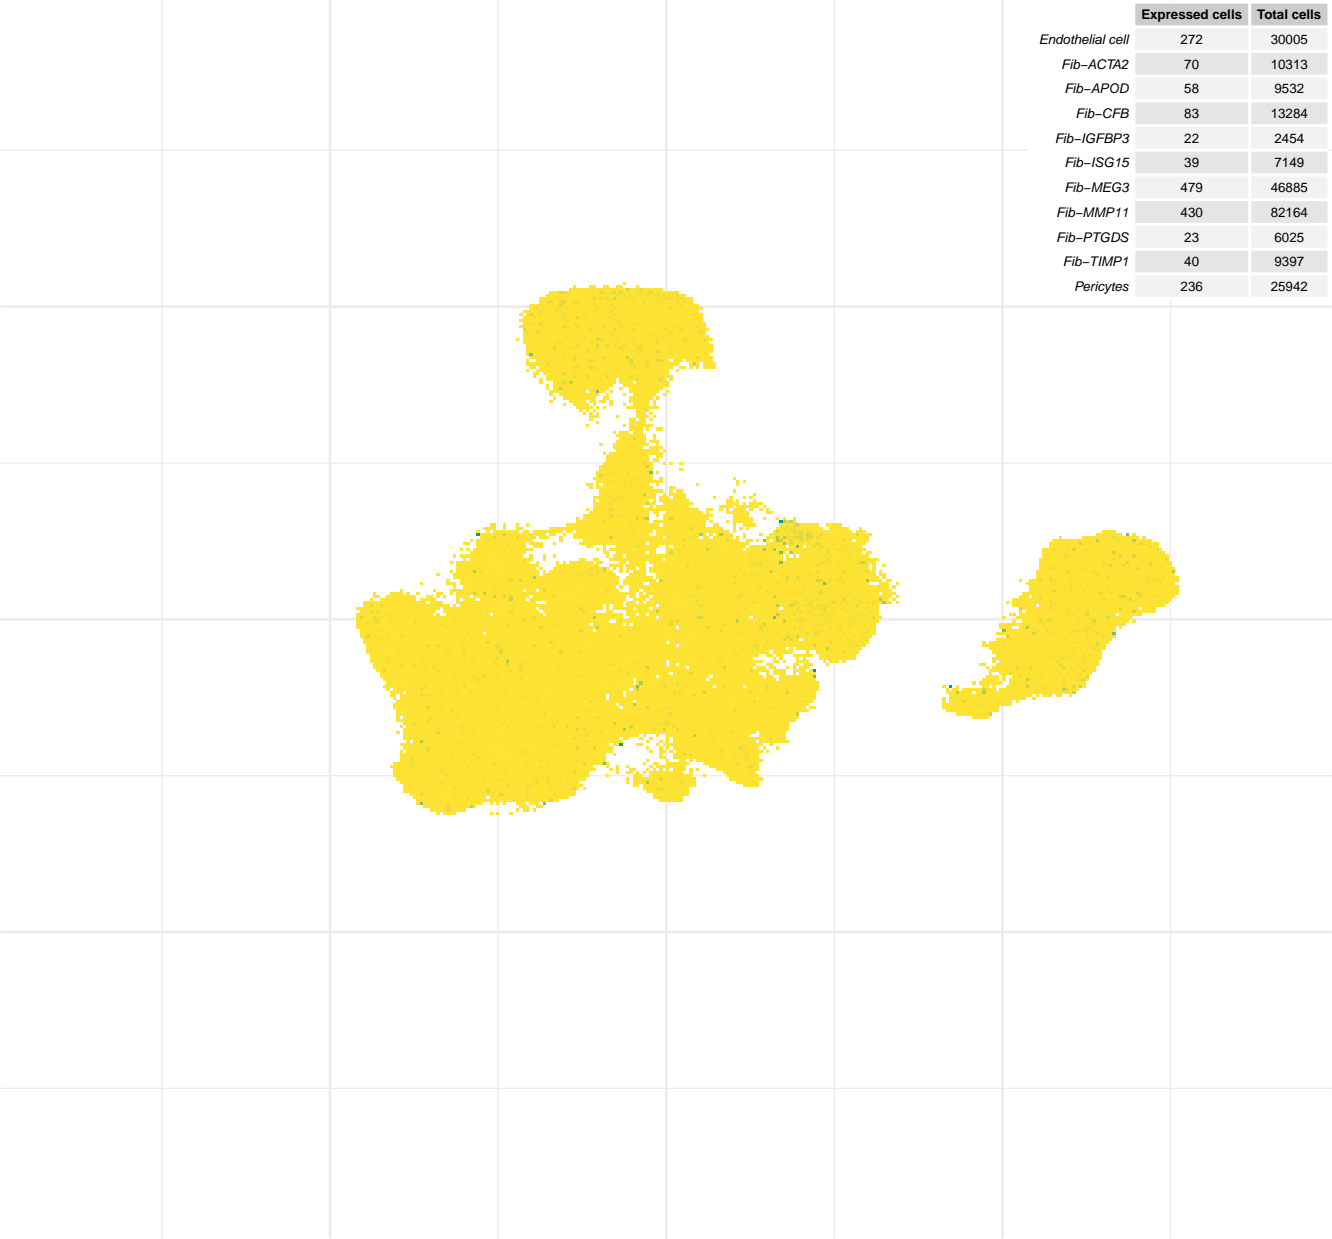 Expressed cells Total cells
Endothelial cell 272 30005
Fib−ACTA2 70 10313
Fib−APOD 58 9532
Fib−CFB 83 13284
Fib−IGFBP3 22 2454
Fib−ISG15 39 7149
Fib−MEG3 479 46885
Fib−MMP11 430 82164
Fib−PTGDS 23 6025
Fib−TIMP1 40 9397
Pericytes 236 25942